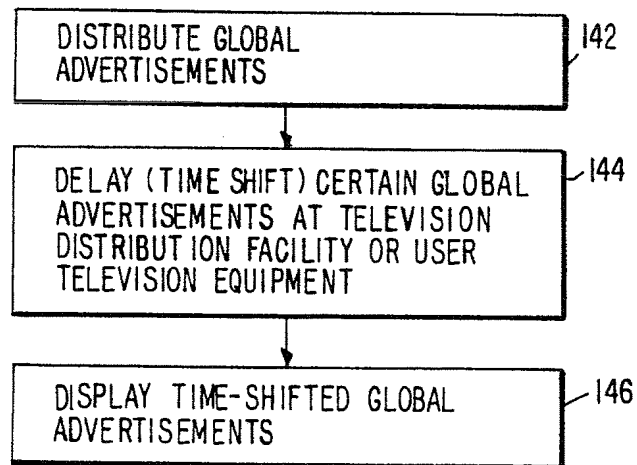 DISTRIBUTE GLOBAL
ADVERTISEMENTS
142
DELAY (TIME SHIFT) CERTAIN GLOBAL
ADVERTISEMENTS AT TELEVISION
DISTRIBUTION FACILITY OR USER
TELEVISION EQUIPMENT
144
DISPLAY TIME-SHIFTED GLOBAL
ADVERTISEMENTS
146